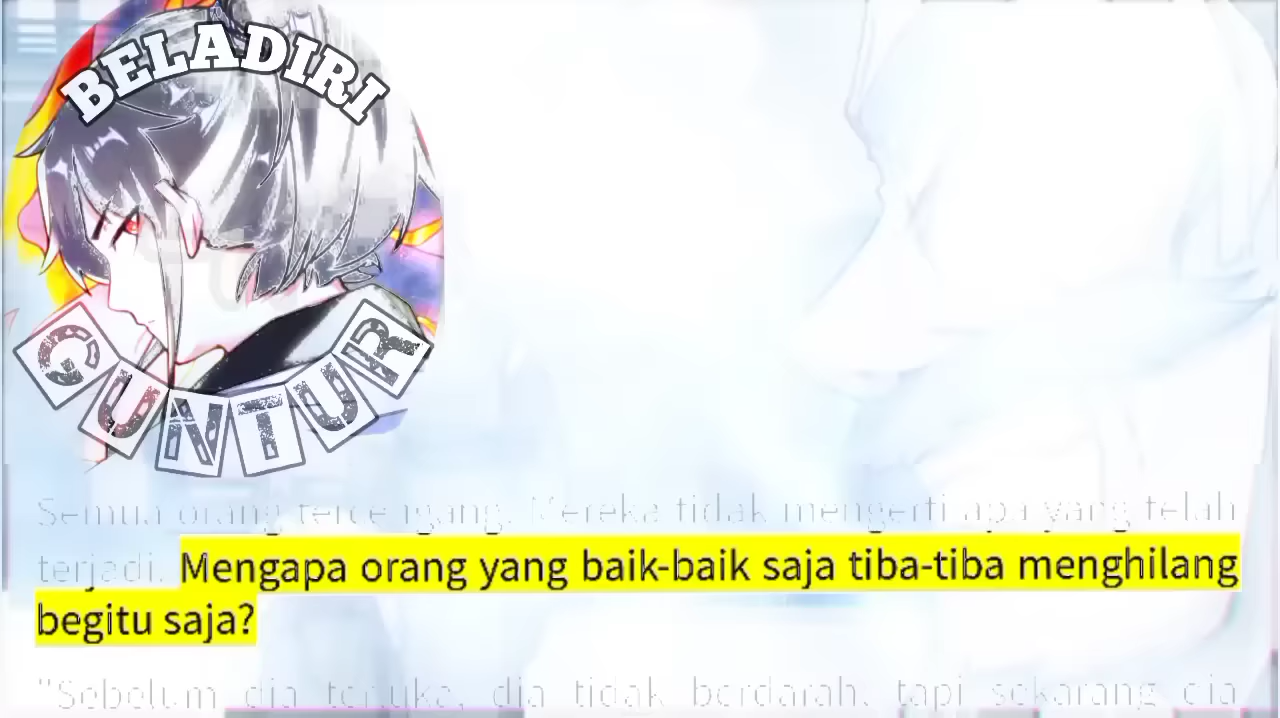 BELADIRI
GUNTUR
Semua orang tercengang. Mereka tidak mengerti apa yang telah
terjadi. Mengapa orang yang baik-baik saja tiba-tiba menghilang
begitu saja?
"Sebelum dia terluka, dia tidak berdarah, tapi sekarang dia